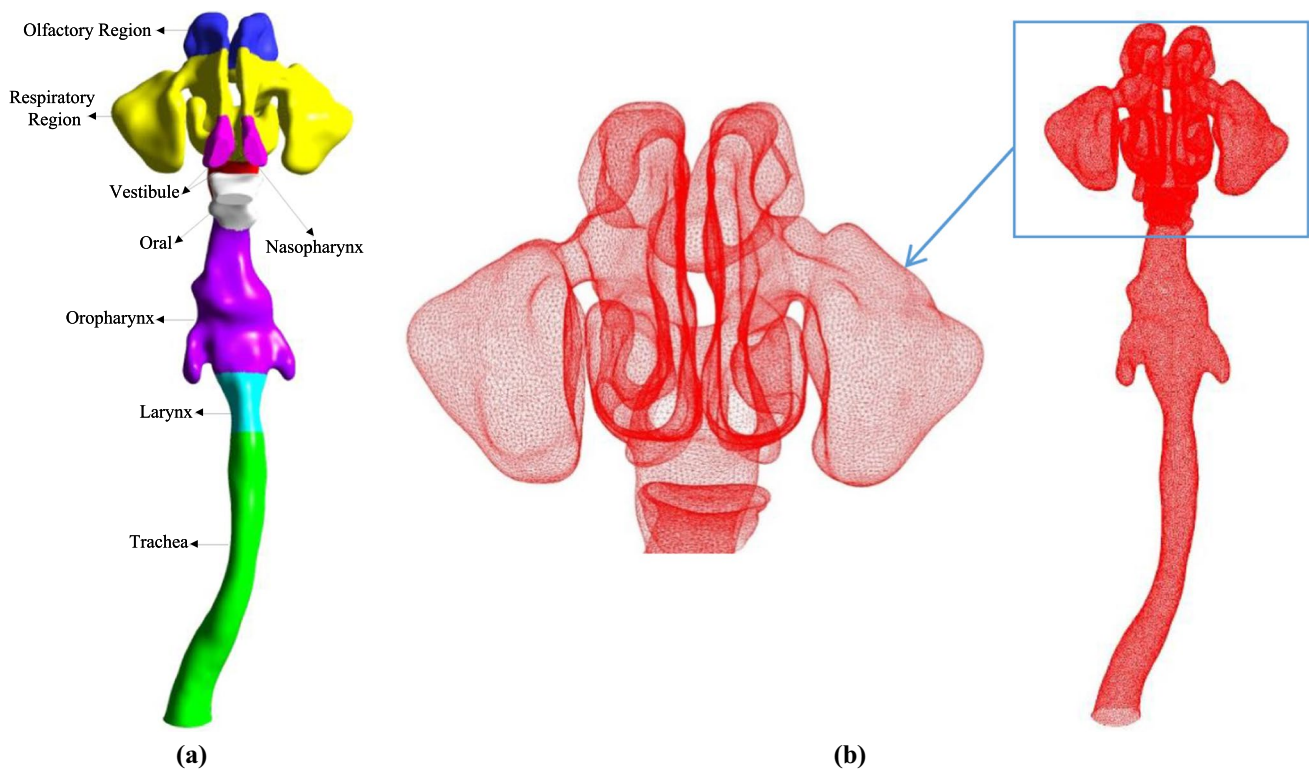 Olfactory Region
Respiratory
Region
Vestibule
Oral
Nasopharynx
Oropharynx
Larynx
Trachea
(a)
(b)